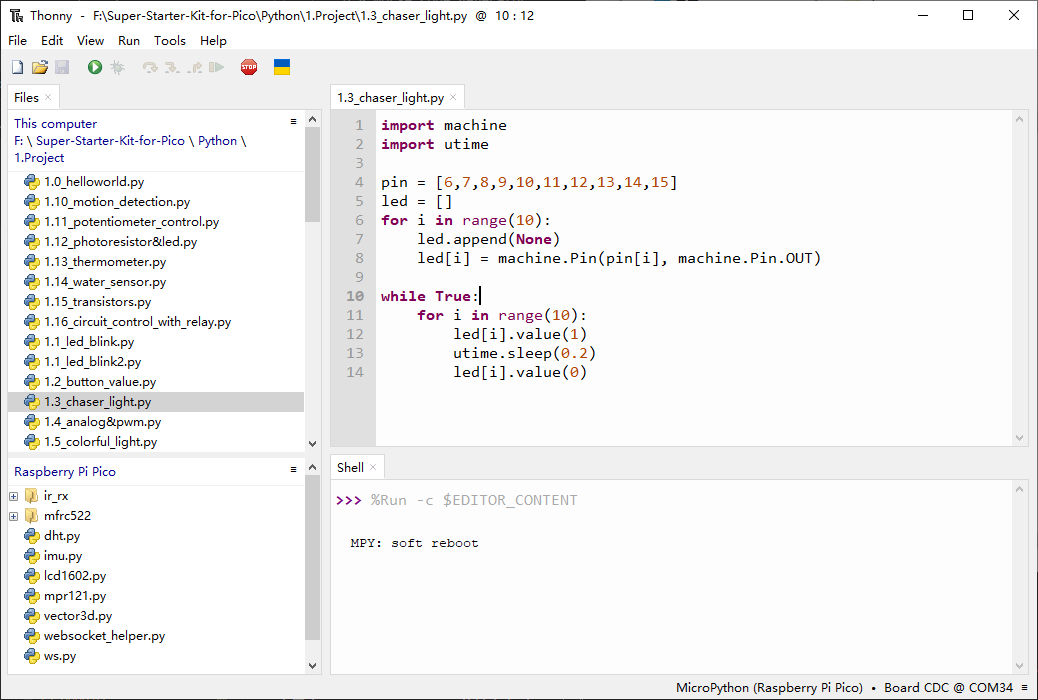 Thonny - F:\Super-Starter-Kit-for-Pico\Python\1.Project\1.3_chaser_light.py @ 10 : 12
File Edit View Run Tools Help
STOP
Files ×
This computer
F: \ Super-Starter-Kit-for-Pico \ Python \
1.Project
1.0_helloworld.py
1.10_motion_detection.py
1.11_potentiometer_control.py
1.12_photoresistor&led.py
1.13_thermometer.py
1.14_water_sensor.py
1.15_transistors.py
1.16_circuit_control_with_relay.py
1.1_led_blink.py
1.1_led_blink2.py
1.2_button_value.py
1.3_chaser_light.py
1.4_analog&pwm.py
1.5_colorful_light.py
Raspberry Pi Pico
ir_rx
mfrc522
dht.py
imu.py
lcd1602.py
mpr121.py
vector3d.py
websocket_helper.py
ws.py
1.3_chaser_light.py ×
1 import machine
2 import utime
3
4 pin = [6,7,8,9,10,11,12,13,14,15]
5 led = []
6 for i in range(10):
7     led.append(None)
8     led[i] = machine.Pin(pin[i], machine.Pin.OUT)
9
10 while True:
11     for i in range(10):
12         led[i].value(1)
13         utime.sleep(0.2)
14         led[i].value(0)
Shell ×
>>> %Run -c $EDITOR_CONTENT
MPY: soft reboot
MicroPython (Raspberry Pi Pico) • Board CDC @ COM34 ≡